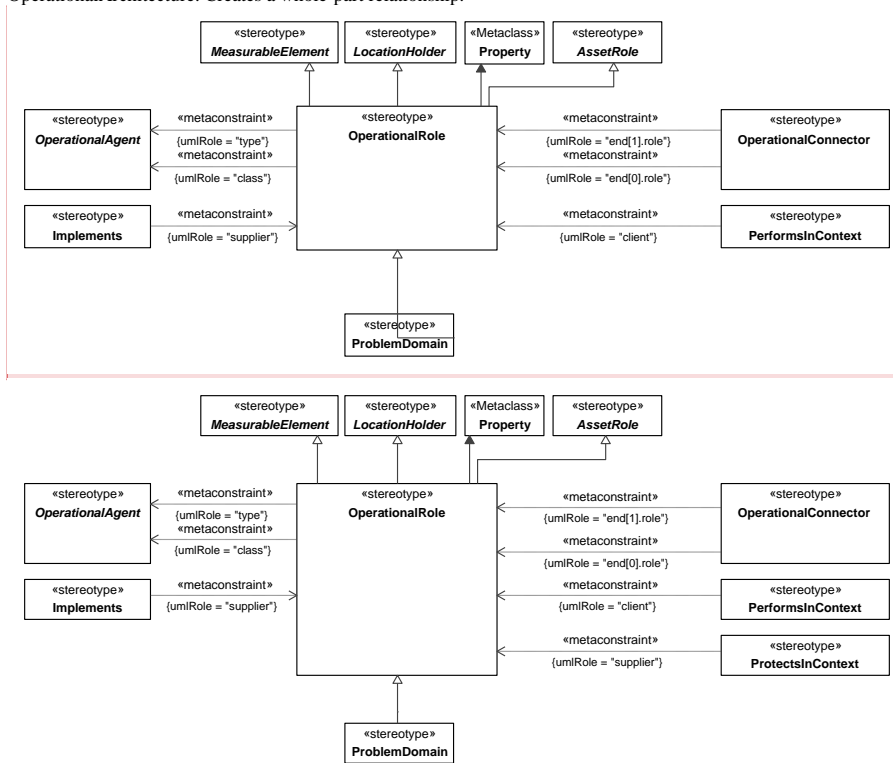 OperationalArchitecture. Creates a whole-part relationship.
«stereotype» «stereotype» «Metaclass» «stereotype»
MeasurableElement LocationHolder Property AssetRole
«stereotype»
OperationalAgent
«metaconstraint»
{umlRole = "type"}
«metaconstraint»
{umlRole = "class"}
«stereotype»
OperationalRole
«metaconstraint»
{umlRole = "end[1].role"}
«metaconstraint»
{umlRole = "end[0].role"}
«stereotype»
OperationalConnector
«stereotype»
Implements
«metaconstraint»
{umlRole = "supplier"}
«metaconstraint»
{umlRole = "client"}
«stereotype»
PerformsInContext
«stereotype»
ProblemDomain
«stereotype» «stereotype» «Metaclass» «stereotype»
MeasurableElement LocationHolder Property AssetRole
«stereotype»
OperationalAgent
«metaconstraint»
{umlRole = "type"}
«metaconstraint»
{umlRole = "class"}
«stereotype»
OperationalRole
«metaconstraint»
{umlRole = "end[1].role"}
«metaconstraint»
{umlRole = "end[0].role"}
«stereotype»
OperationalConnector
«stereotype»
Implements
«metaconstraint»
{umlRole = "supplier"}
«metaconstraint»
{umlRole = "client"}
«stereotype»
PerformsInContext
«metaconstraint»
{umlRole = "supplier"}
«stereotype»
ProtectsInContext
«stereotype»
ProblemDomain